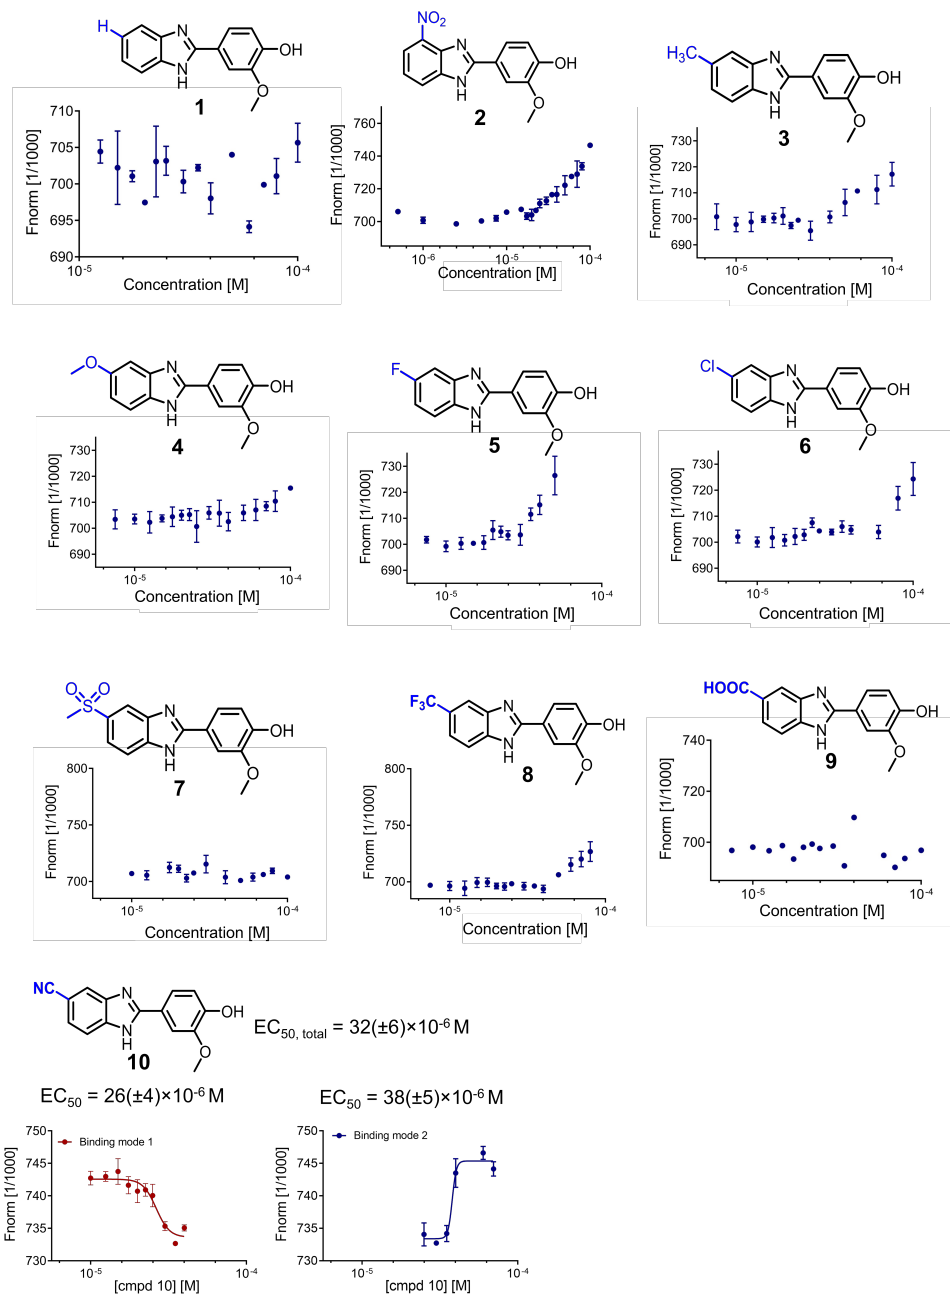 H
N
N
H
OH
O
1
710
705
700
695
690
10-5
10-4
Fnorm [1/1000]
Concentration [M]
NO2
N
N
H
OH
O
2
760
740
720
700
10-6
10-5
10-4
Fnorm [1/1000]
Concentration [M]
H3C
N
N
H
OH
O
3
730
720
710
700
690
10-5
10-4
Fnorm [1/1000]
Concentration [M]
O
N
N
H
OH
O
4
730
720
710
700
690
10-5
10-4
Fnorm [1/1000]
Concentration [M]
F
N
N
H
OH
O
5
730
720
710
700
690
10-5
10-4
Fnorm [1/1000]
Concentration [M]
Cl
N
N
H
OH
O
6
730
720
710
700
690
10-5
10-4
Fnorm [1/1000]
Concentration [M]
O O
S
N
N
H
OH
O
7
800
750
700
10-5
10-4
Fnorm [1/1000]
Concentration [M]
F3C
N
N
H
OH
O
8
800
750
700
10-5
10-4
Fnorm [1/1000]
Concentration [M]
HOOC
N
N
H
OH
O
9
740
720
700
10-5
10-4
Fnorm [1/1000]
Concentration [M]
NC
N
N
H
OH
O
10
EC50, total = 32(±6)×10-6 M
EC50 = 26(±4)×10-6 M
Binding mode 1
750
745
740
735
730
10-5
10-4
Fnorm [1/1000]
[cmpd 10] [M]
EC50 = 38(±5)×10-6 M
Binding mode 2
750
745
740
735
730
10-5
10-4
Fnorm [1/1000]
[cmpd 10] [M]